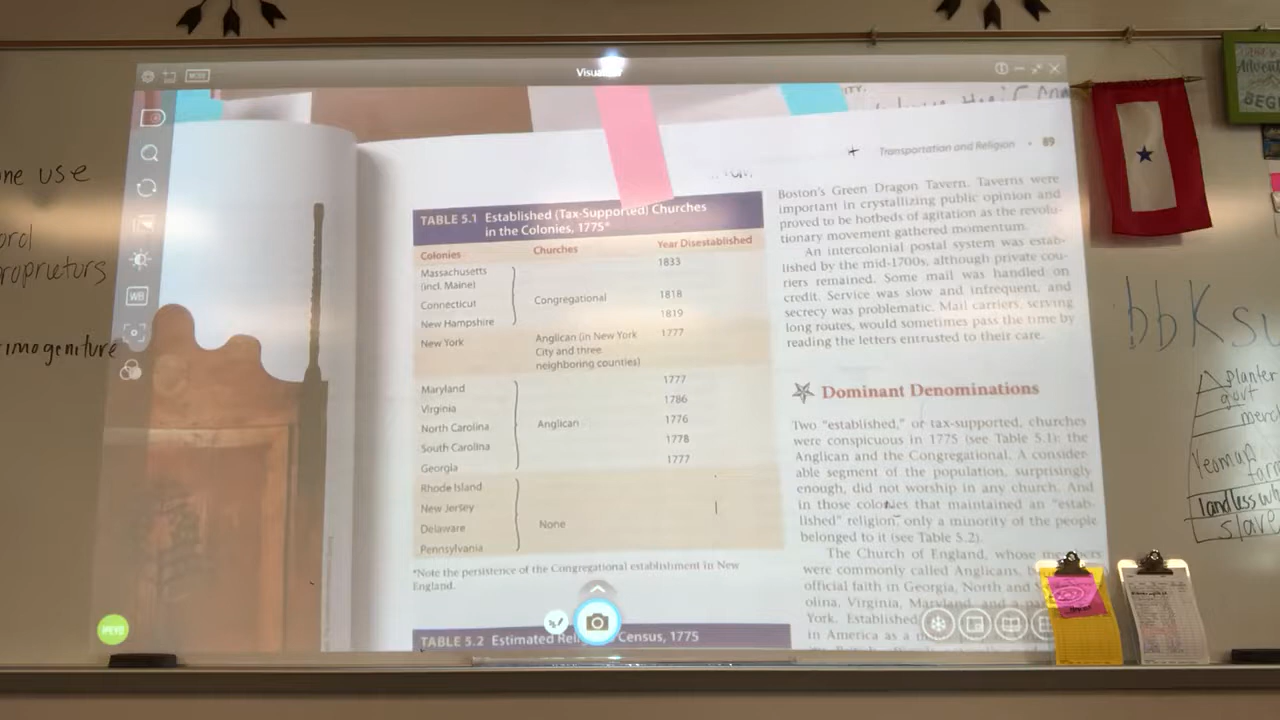 Visua
MENU
one use
proprietors
imogeniture
WB
IPEVO
Transportation and Religion • 89
TABLE 5.1 Established (Tax-Supported) Churches
in the Colonies, 1775*
Colonies Churches Year Disestablished
Massachusetts 1833
(incl. Maine)
Congregational
Connecticut 1818
New Hampshire 1819
New York Anglican (in New York 1777
City and three
neighboring counties)
Maryland 1777
Virginia 1786
North Carolina Anglican 1776
South Carolina 1778
Georgia 1777
Rhode Island
New Jersey
Delaware None
Pennsylvania
*Note the persistence of the Congregational establishment in New
England.
TABLE 5.2 Estimated Rel Census, 1775
Boston's Green Dragon Tavern. Taverns were
important in crystallizing public opinion and
proved to be hotbeds of agitation as the revolu-
tionary movement gathered momentum.
An intercolonial postal system was estab-
lished by the mid-1700s, although private cou-
riers remained. Some mail was handled on
credit. Service was slow and infrequent, and
secrecy was problematic. Mail carriers, serving
long routes, would sometimes pass the time by
reading the letters entrusted to their care.
Dominant Denominations
Two "established," or tax-supported, churches
were conspicuous in 1775 (see Table 5.1): the
Anglican and the Congregational. A consider-
able segment of the population, surprisingly
enough, did not worship in any church. And
in those colonies that maintained an "estab-
lished" religion, only a minority of the people
belonged to it (see Table 5.2).
The Church of England, whose members
were commonly called Anglicans,
official faith in Georgia, North and
olina, Virginia, Maryland, and a
York. Established
in America as a
BEG
bbKsu
planter
govt
merc
Yeoman
farm
landless wh
slave